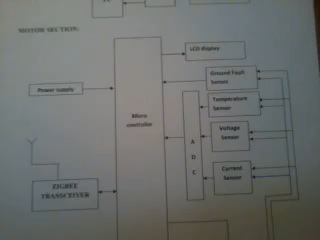 MOTOR SECTION:
LCD display
Ground Fault
Sensor
Power supply
Temperature
Sensor
Micro
controller
Voltage
Sensor
A
D
C
Current
Sensor
ZIGBEE
TRANSCEIVER